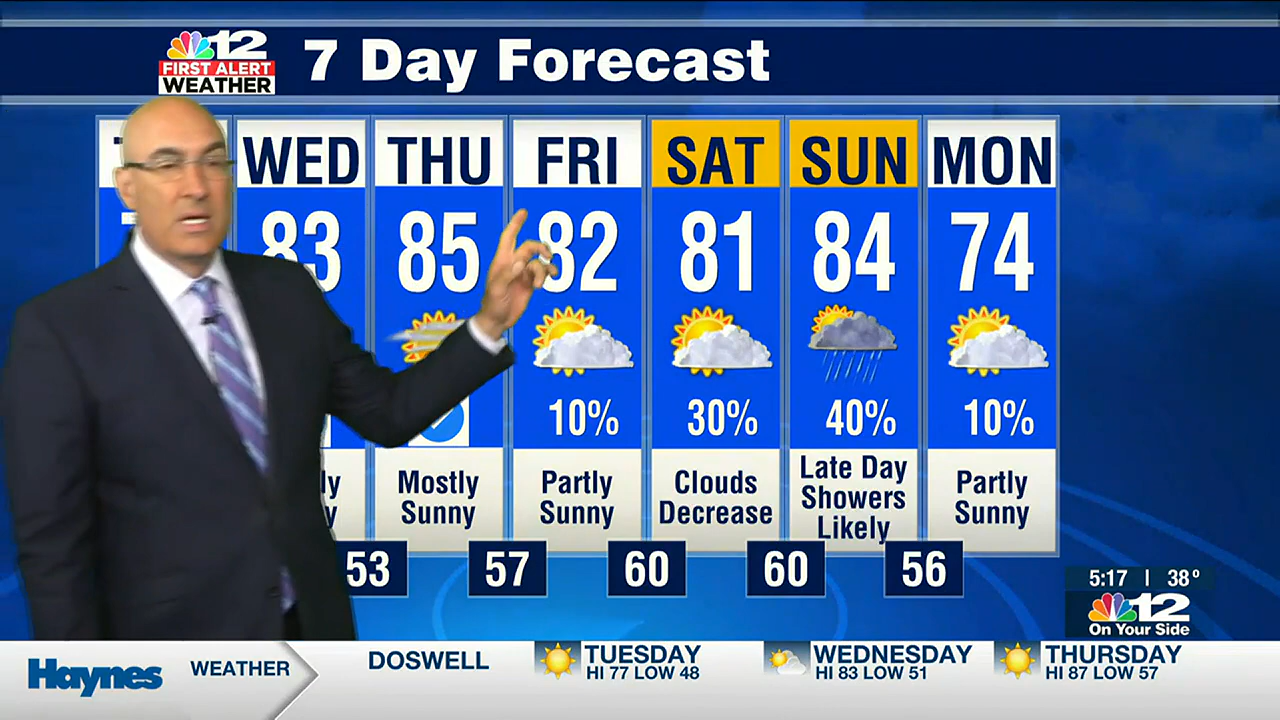 12
FIRST ALERT
WEATHER
7 Day Forecast
WED THU FRI SAT SUN MON
83 85 82 81 84 74
10% 30% 40% 10%
Mostly Sunny
Partly Sunny
Clouds Decrease
Late Day Showers Likely
Partly Sunny
53 57 60 60 56
5:17 | 38°
12
On Your Side
Haynes WEATHER DOSWELL
TUESDAY
HI 77 LOW 48
WEDNESDAY
HI 83 LOW 51
THURSDAY
HI 87 LOW 57